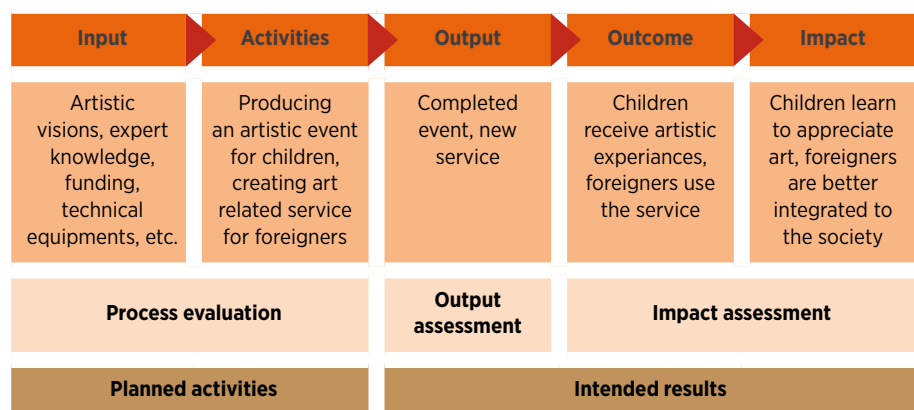 Input
Activities
Output
Outcome
Impact
Artistic
visions, expert
knowledge,
funding,
technical
equipments, etc.
Producing
an artistic event
for children,
creating art
related service
for foreigners
Completed
event, new
service
Children
receive artistic
experiances,
foreigners use
the service
Children learn
to appreciate
art, foreigners
are better
integrated to
the society
Process evaluation
Output
assessment
Impact assessment
Planned activities
Intended results